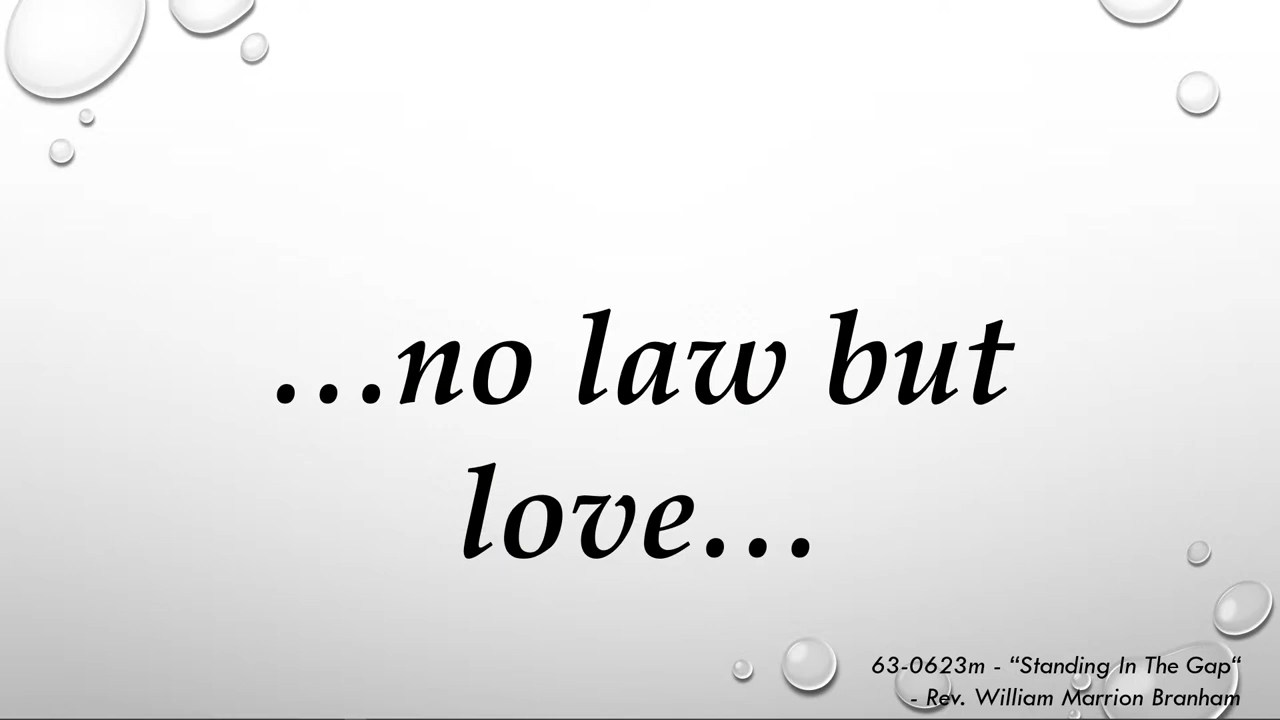 ...no law but
love...
63-0623m - “Standing In The Gap“
- Rev. William Marrion Branham